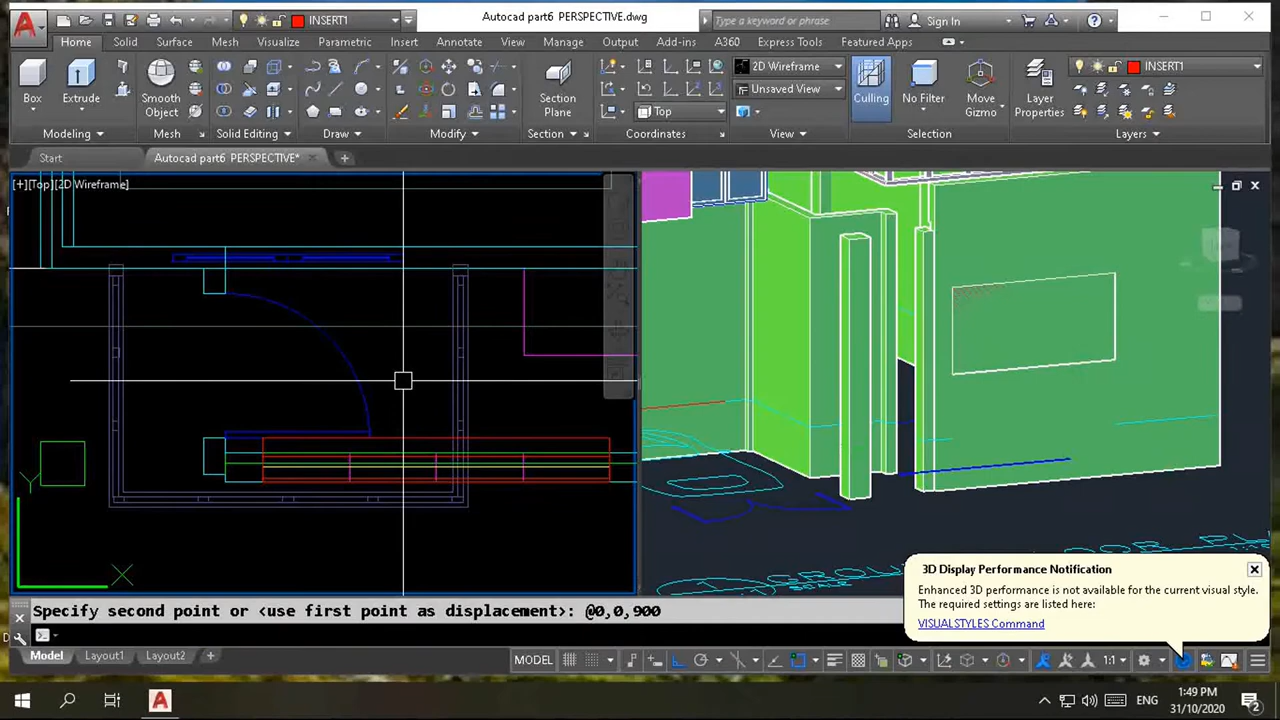 Autocad part6 PERSPECTIVE.dwg
INSERT1
Type a keyword or phrase
Sign In
Home Solid Surface Mesh Visualize Parametric Insert Annotate View Manage Output Add-ins A360 Express Tools Featured Apps
Box
Extrude
Smooth Object
Section Plane
2D Wireframe
Unsaved View
Top
Culling
No Filter
Move Gizmo
Layer Properties
INSERT1
Modeling Mesh Solid Editing Draw Modify Section Coordinates View Selection Layers
Start Autocad part6 PERSPECTIVE*
[+][Top][2D Wireframe]
Y
X
3D Display Performance Notification
Enhanced 3D performance is not available for the current visual style.
The required settings are listed here:
VISUALSTYLES Command
Specify second point or <use first point as displacement>: @0,0,900
Model Layout1 Layout2
MODEL
1:1
ENG
1:49 PM
31/10/2020
2